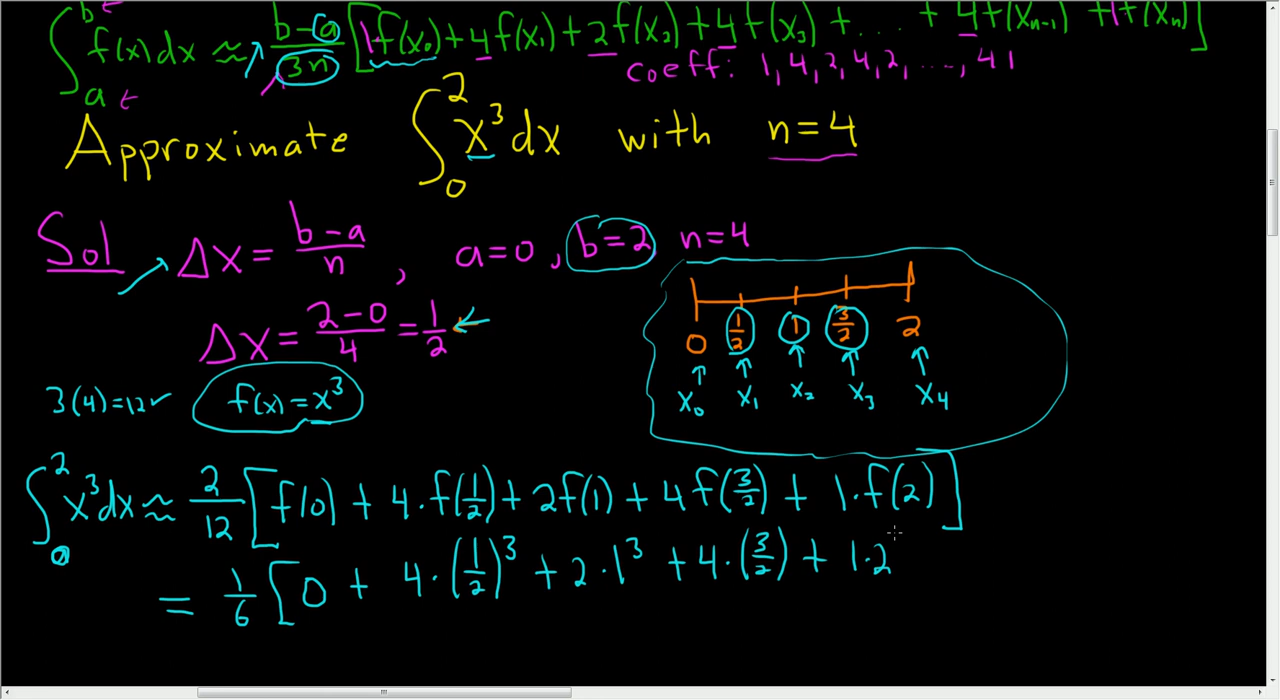 ∫_a^b f(x)dx ≈ (b-a)/(3n) [1f(x₀)+4f(x₁)+2f(x₂)+4f(x₃)+ ... + 4f(xₙ₋₁) +1f(xₙ)]
coeff: 1, 4, 2, 4, 2, ..., 4 1
Approximate ∫_0^2 x³dx with n=4
Sol Δx = (b-a)/n , a=0, b=2 n=4
Δx = (2-0)/4 = 1/2
0 1/2 1 3/2 2
x₀ x₁ x₂ x₃ x₄
3(4)=12✓ f(x)=x³
∫_0^2 x³dx ≈ 2/12 [f(0) + 4·f(1/2) + 2f(1) + 4f(3/2) + 1·f(2)]
= 1/6 [0 + 4·(1/2)³ + 2·1³ + 4·(3/2) + 1·2